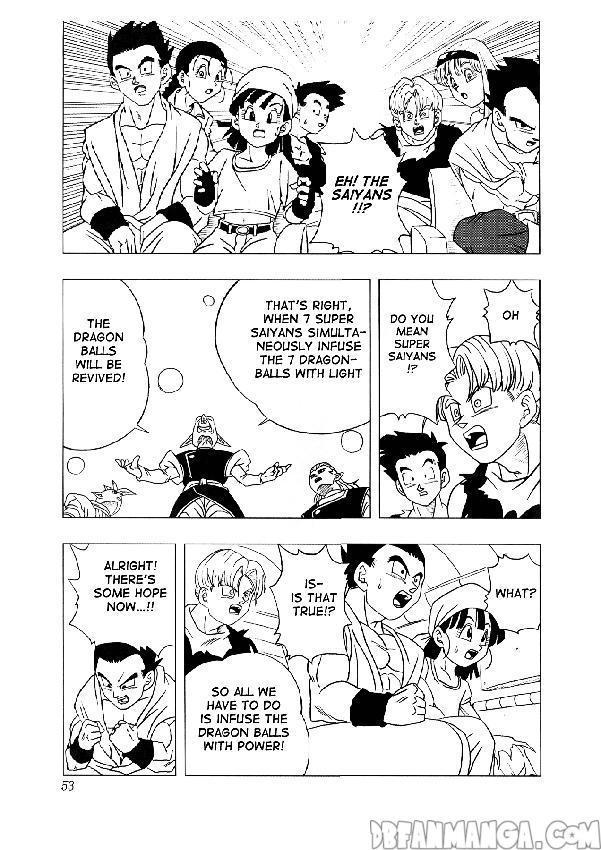 EH! THE
SAIYANS
!!?
OH
DO YOU
MEAN
SUPER
SAIYANS
!?
THAT'S RIGHT,
WHEN 7 SUPER
SAIYANS SIMULTA-
NEOUSLY INFUSE
THE 7 DRAGON-
BALLS WITH LIGHT
THE
DRAGON
BALLS
WILL BE
REVIVED!
WHAT?
IS-
IS THAT
TRUE!?
SO ALL WE
HAVE TO DO
IS INFUSE THE
DRAGON BALLS
WITH POWER!
ALRIGHT!
THERE'S
SOME HOPE
NOW...!!
53
DBFANMANGA.COM